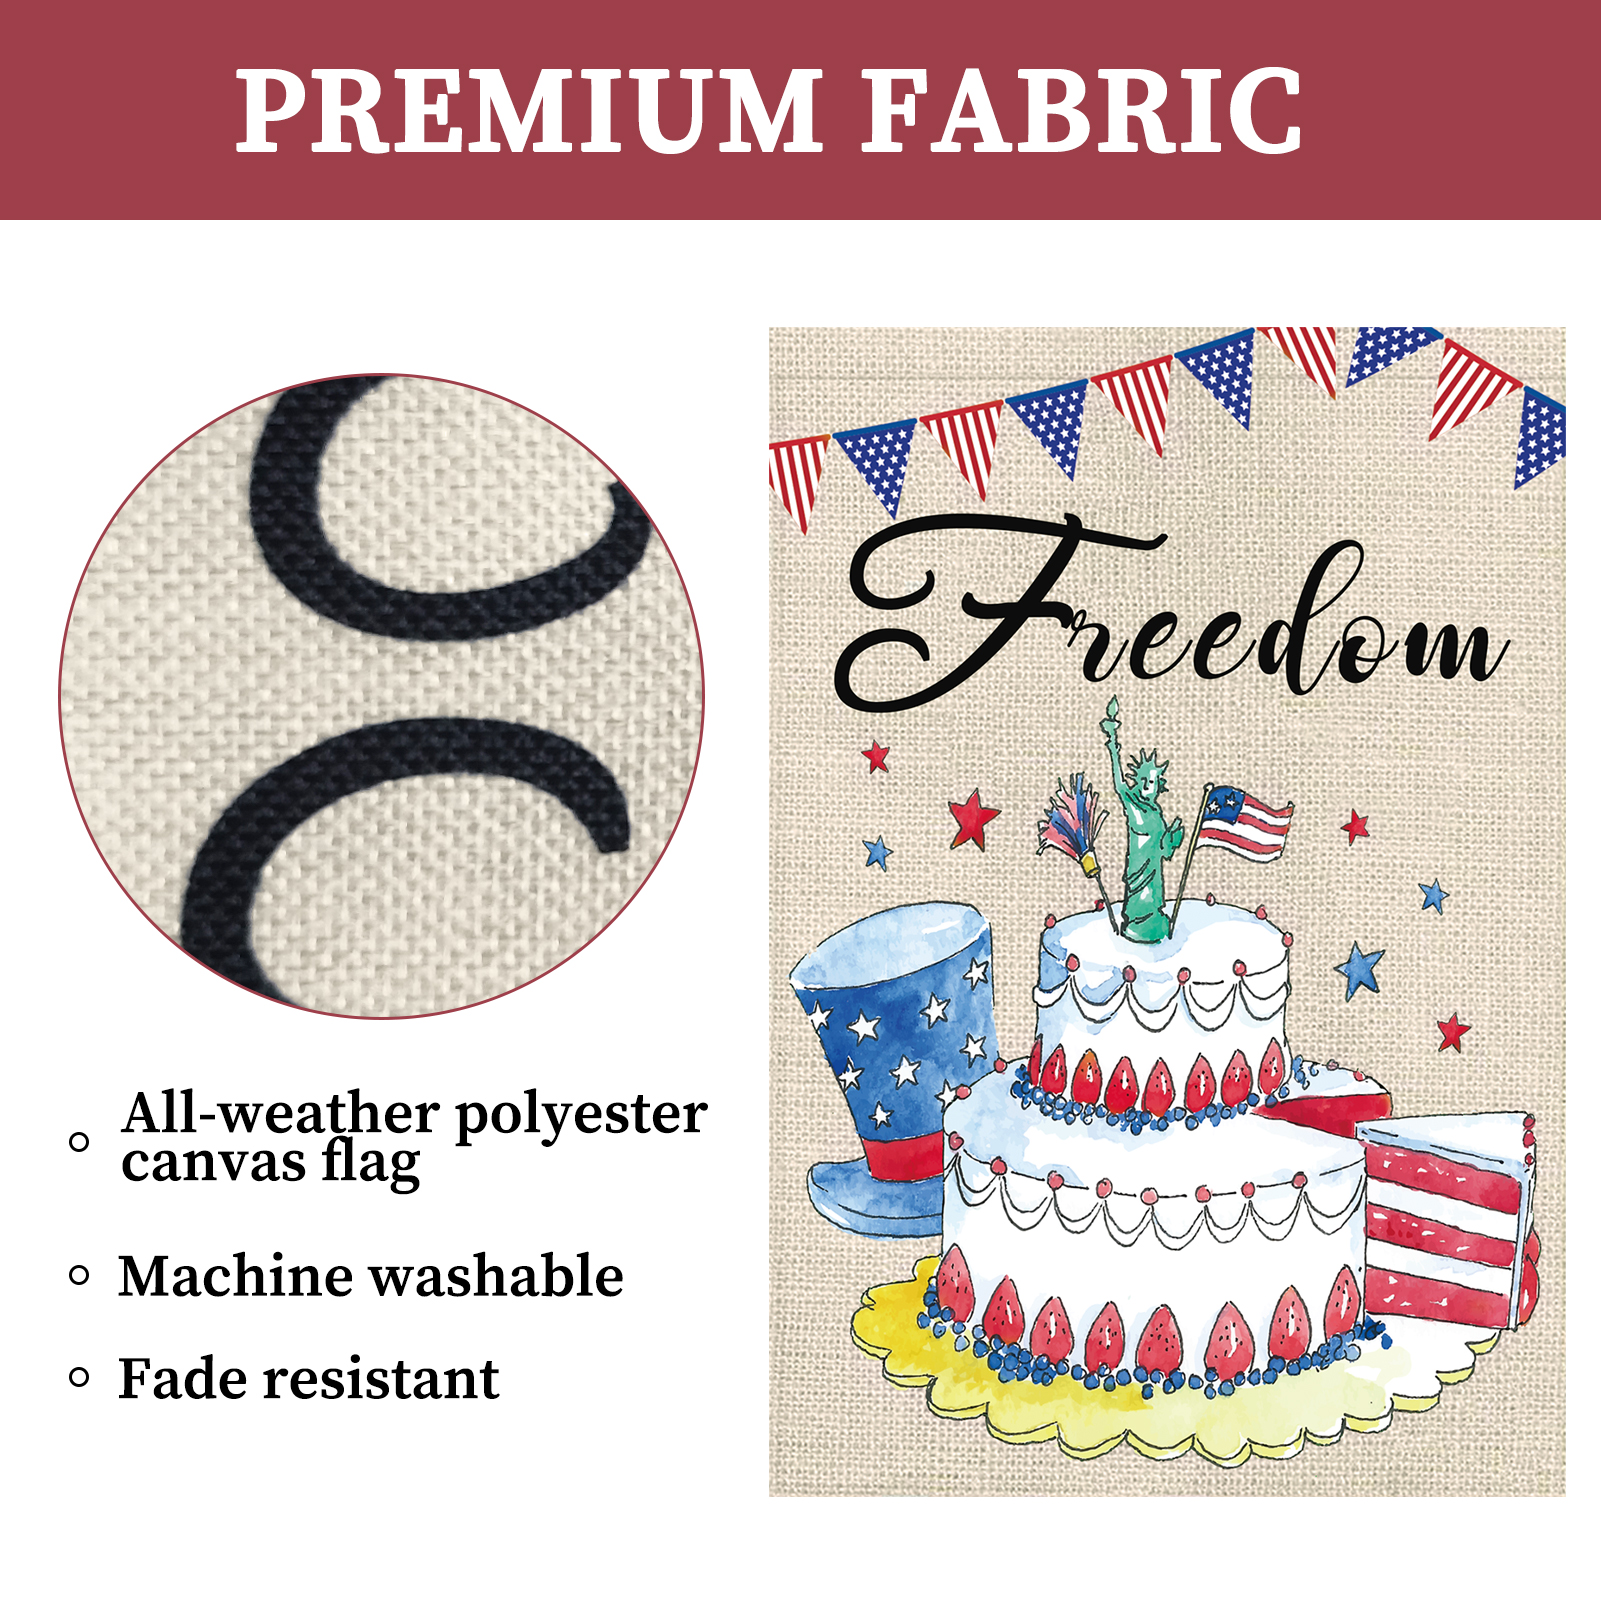 PREMIUM FABRIC
Freedom
All-weather polyester
canvas flag
Machine washable
Fade resistant